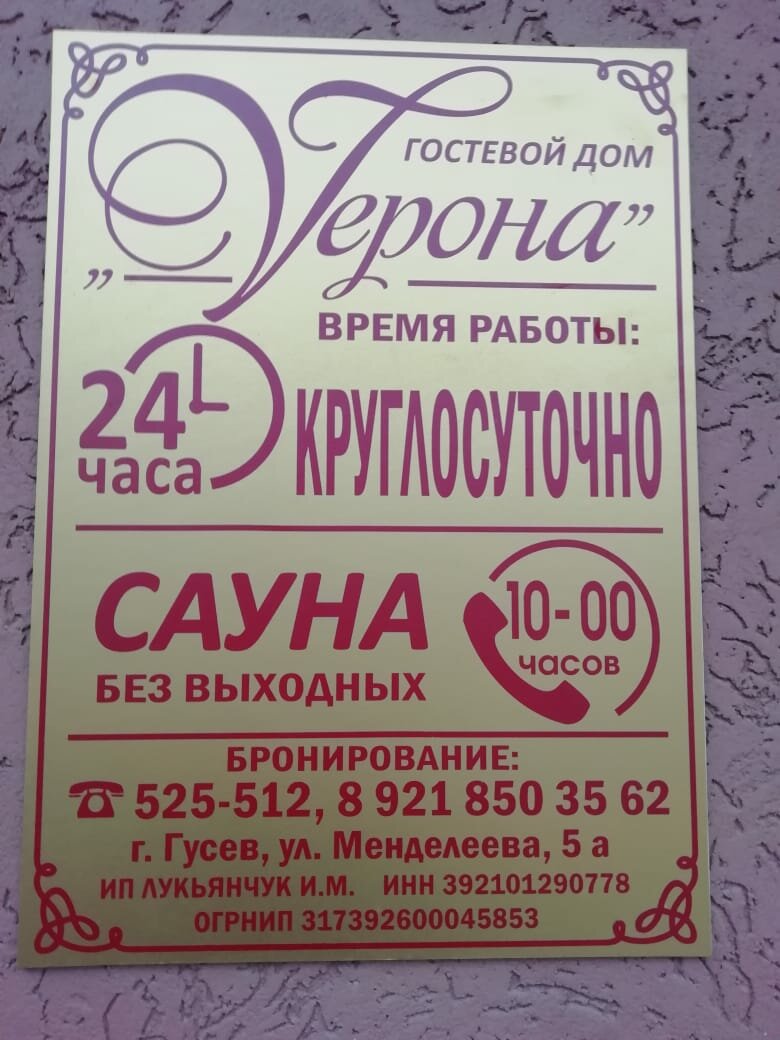 ГОСТЕВОЙ ДОМ
„Верона”
ВРЕМЯ РАБОТЫ:
24
часа
КРУГЛОСУТОЧНО
САУНА
БЕЗ ВЫХОДНЫХ
10-00
часов
БРОНИРОВАНИЕ:
☎ 525-512, 8 921 850 35 62
г. Гусев, ул. Менделеева, 5 а
ИП ЛУКЬЯНЧУК И.М. ИНН 392101290778
ОГРНИП 317392600045853